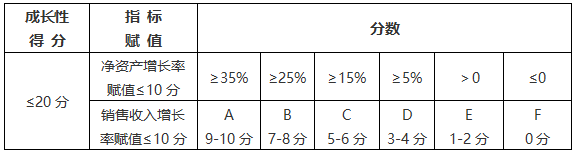 成长性 指 标 分数
得 分 赋 值
≤20 分 净资产增长率 ≥35% ≥25% ≥15% ≥5% ＞0 ≤0
赋值≤10 分
销售收入增长 A B C D E F
率赋值≤10 分 9-10 分 7-8 分 5-6 分 3-4 分 1-2 分 0 分